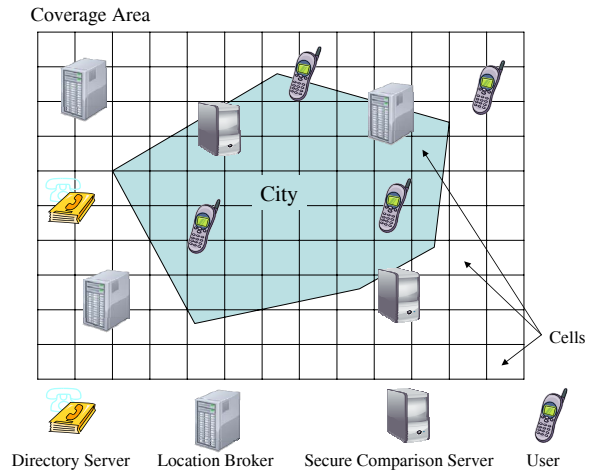 Coverage Area
City
Cells
Directory Server
Location Broker
Secure Comparison Server
User